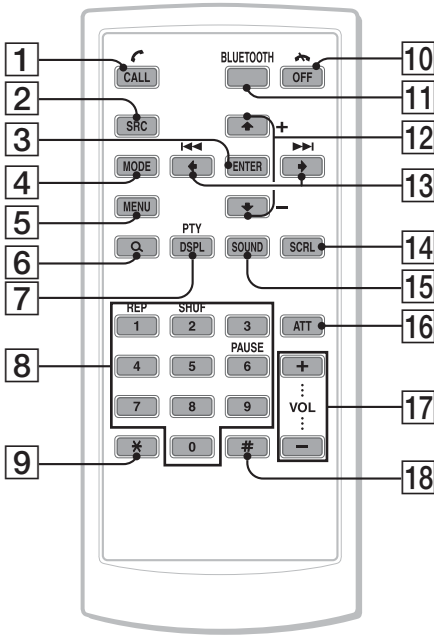 1 CALL BLUETOOTH OFF 10
11
2 SRC + 12
3 ENTER
4 MODE 13
5 MENU −
PTY
6 DSPL SOUND SCRL 14
7 15
REP SHUF
1 2 3 ATT 16
PAUSE
8 4 5 6 +
VOL 17
7 8 9 −
9 * 0 # 18